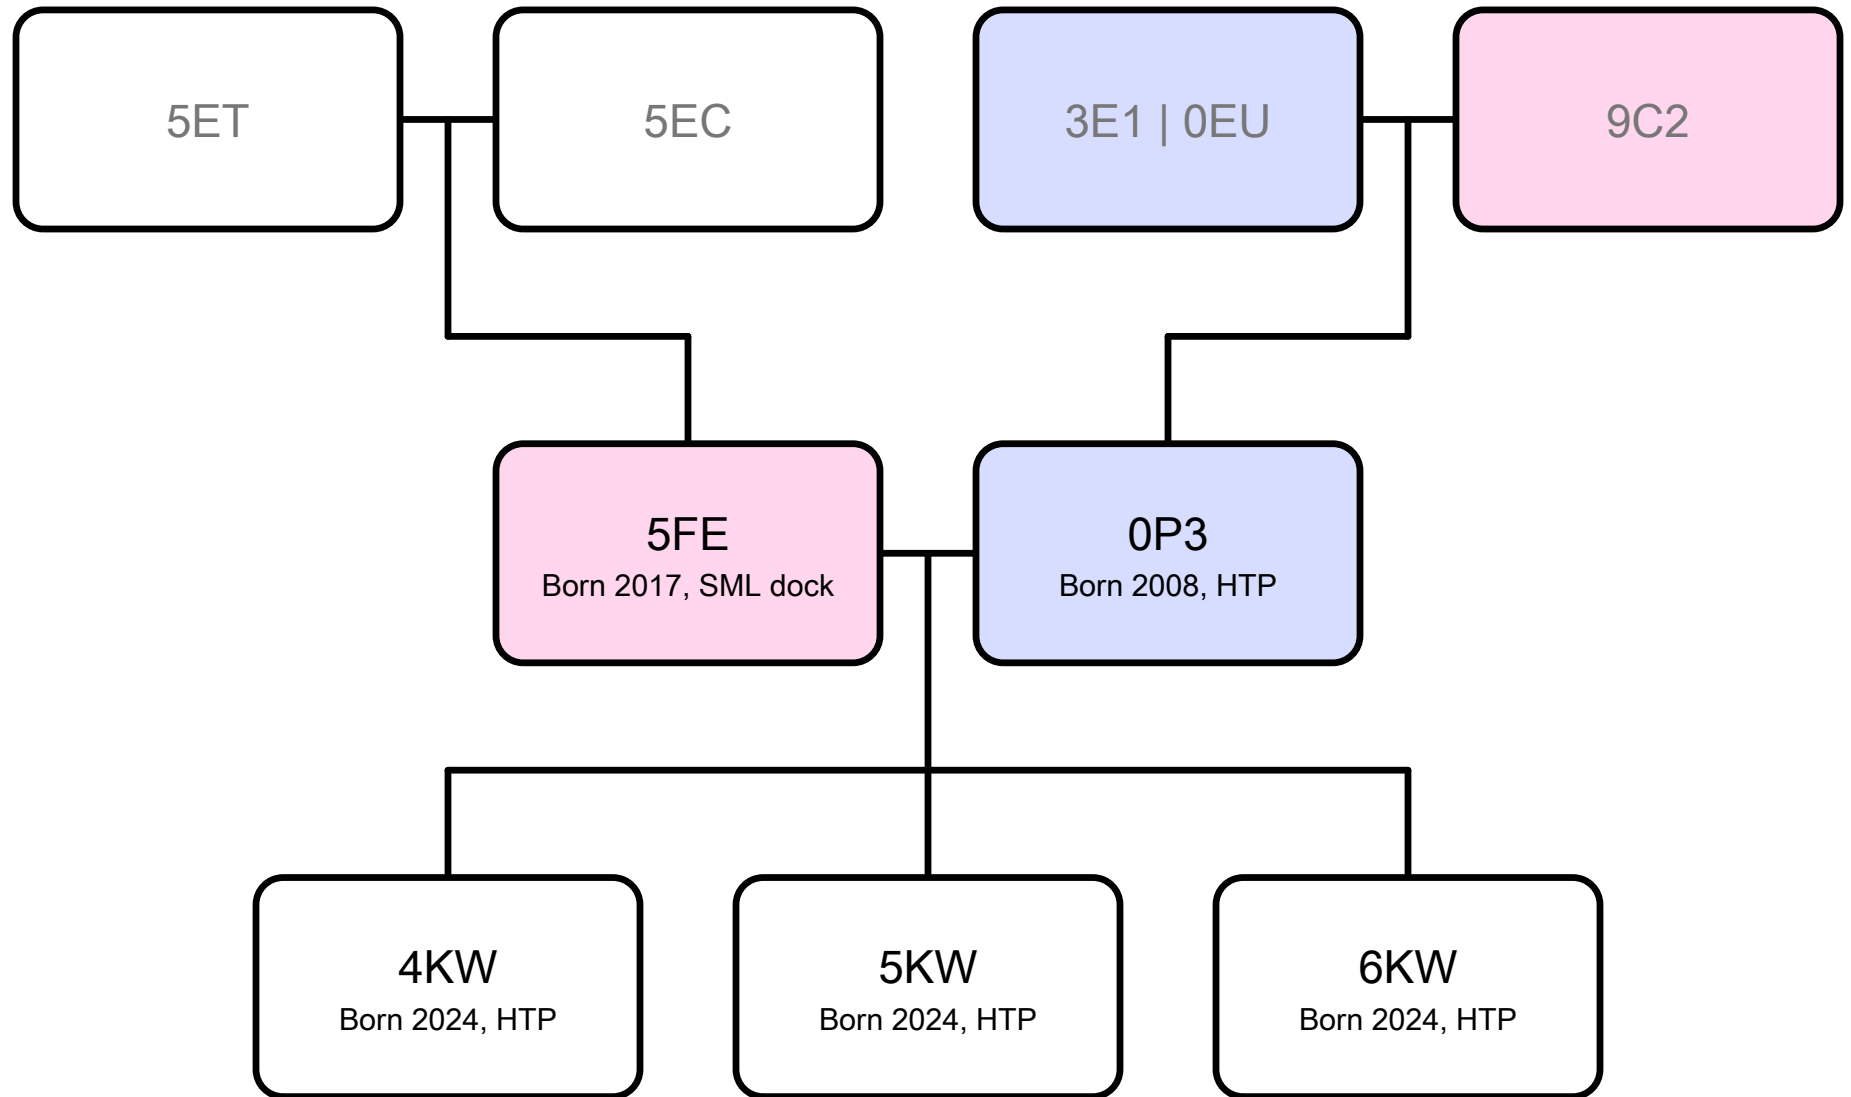 5ET
5EC
3E1 | 0EU
9C2
5FE
Born 2017, SML dock
0P3
Born 2008, HTP
4KW
Born 2024, HTP
5KW
Born 2024, HTP
6KW
Born 2024, HTP